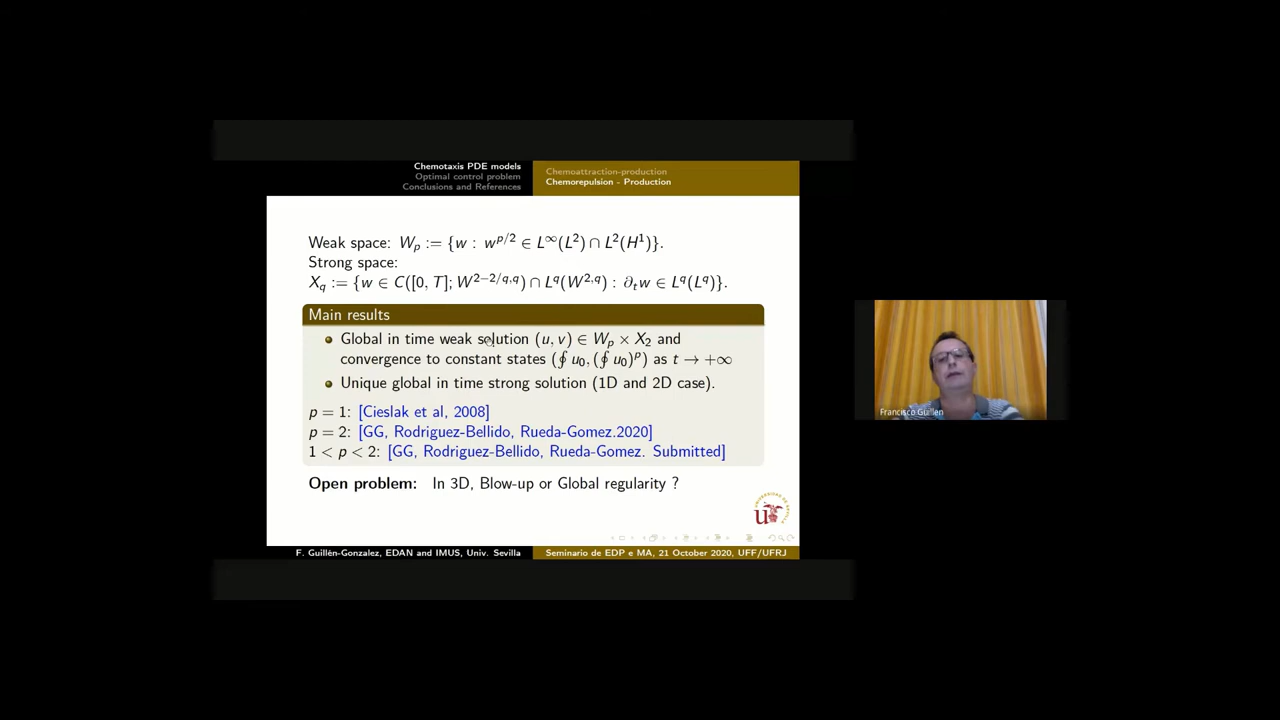 Chemotaxis PDE models
Optimal control problem
Conclusions and References
Chemoattraction-production
Chemorepulsion - Production
Weak space: W_p := {w : w^{p/2} ∈ L^∞(L²) ∩ L²(H¹)}.
Strong space:
X_q := {w ∈ C([0, T]; W^{2−2/q,q}) ∩ L^q(W^{2,q}) : ∂_t w ∈ L^q(L^q)}.
Main results
Global in time weak solution (u, v) ∈ W_p × X_2 and
convergence to constant states (∮ u_0, (∮ u_0)^p) as t → +∞
Unique global in time strong solution (1D and 2D case).
p = 1: [Cieslak et al, 2008]
p = 2: [GG, Rodriguez-Bellido, Rueda-Gomez.2020]
1 < p < 2: [GG, Rodriguez-Bellido, Rueda-Gomez. Submitted]
Open problem: In 3D, Blow-up or Global regularity ?
F. Guillén-Gonzalez, EDAN and IMUS, Univ. Sevilla
Seminario de EDP e MA, 21 October 2020, UFF/UFRJ
Francisco Guillen